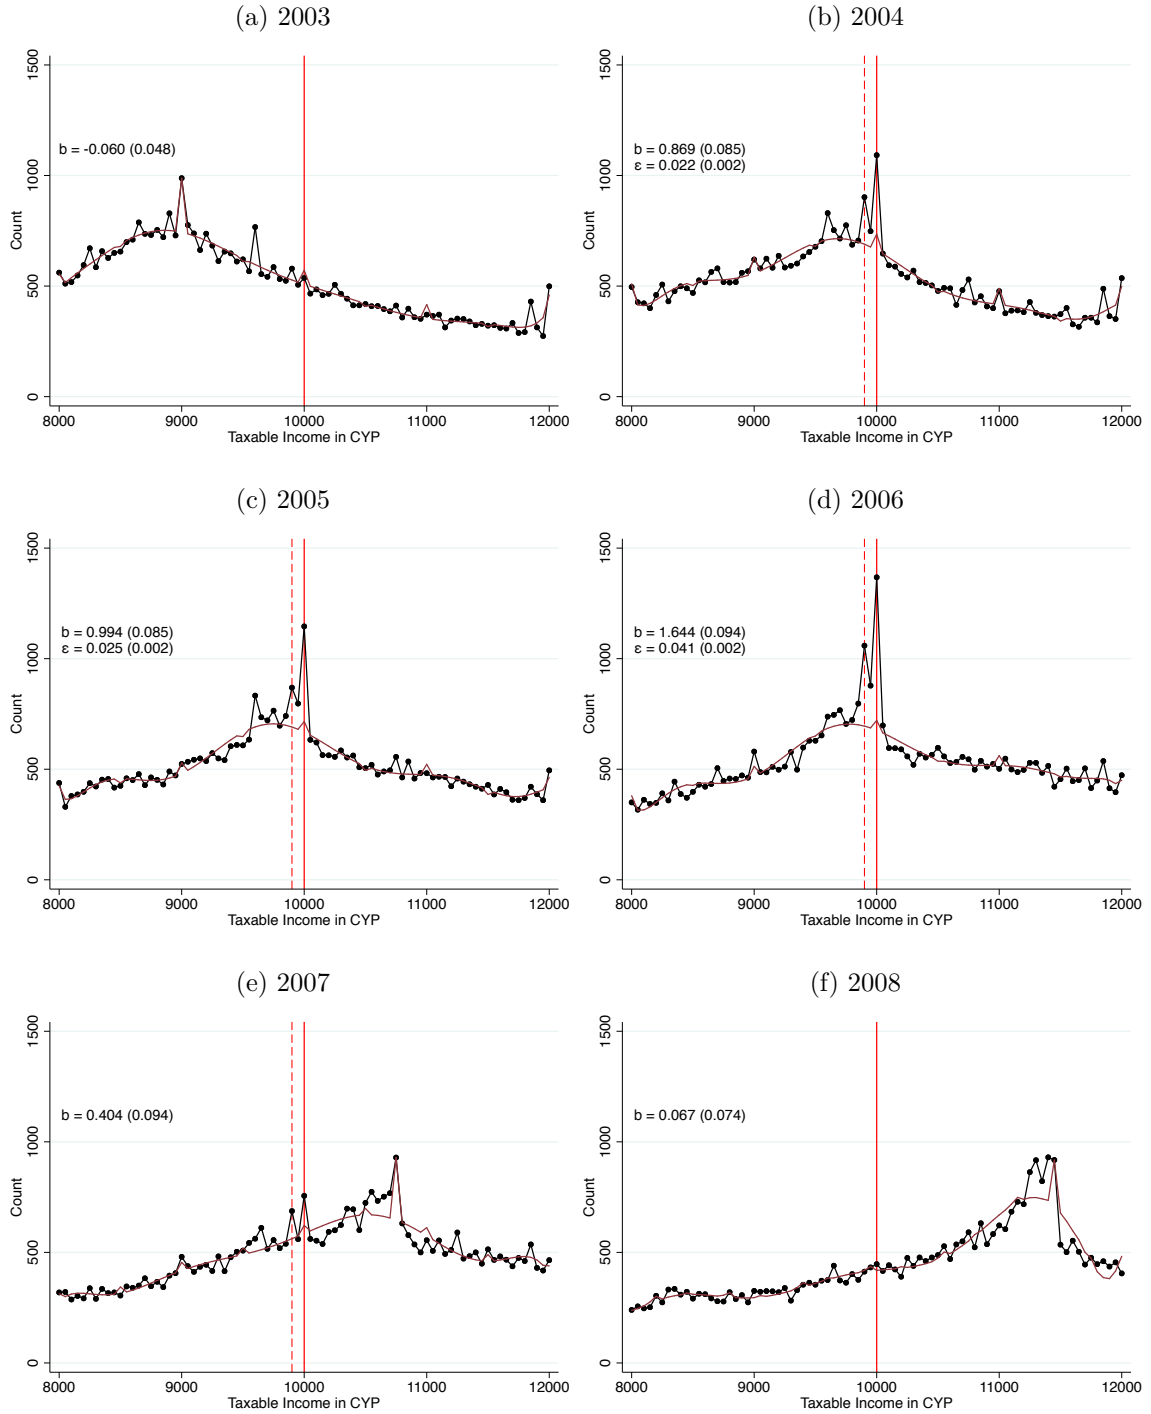 (a) 2003
1500
1000
500
0
Count
b = -0.060 (0.048)
8000 9000 10000 11000 12000
Taxable Income in CYP
(b) 2004
1500
1000
500
0
Count
b = 0.869 (0.085)
ε = 0.022 (0.002)
8000 9000 10000 11000 12000
Taxable Income in CYP
(c) 2005
1500
1000
500
0
Count
b = 0.994 (0.085)
ε = 0.025 (0.002)
8000 9000 10000 11000 12000
Taxable Income in CYP
(d) 2006
1500
1000
500
0
Count
b = 1.644 (0.094)
ε = 0.041 (0.002)
8000 9000 10000 11000 12000
Taxable Income in CYP
(e) 2007
1500
1000
500
0
Count
b = 0.404 (0.094)
8000 9000 10000 11000 12000
Taxable Income in CYP
(f) 2008
1500
1000
500
0
Count
b = 0.067 (0.074)
8000 9000 10000 11000 12000
Taxable Income in CYP